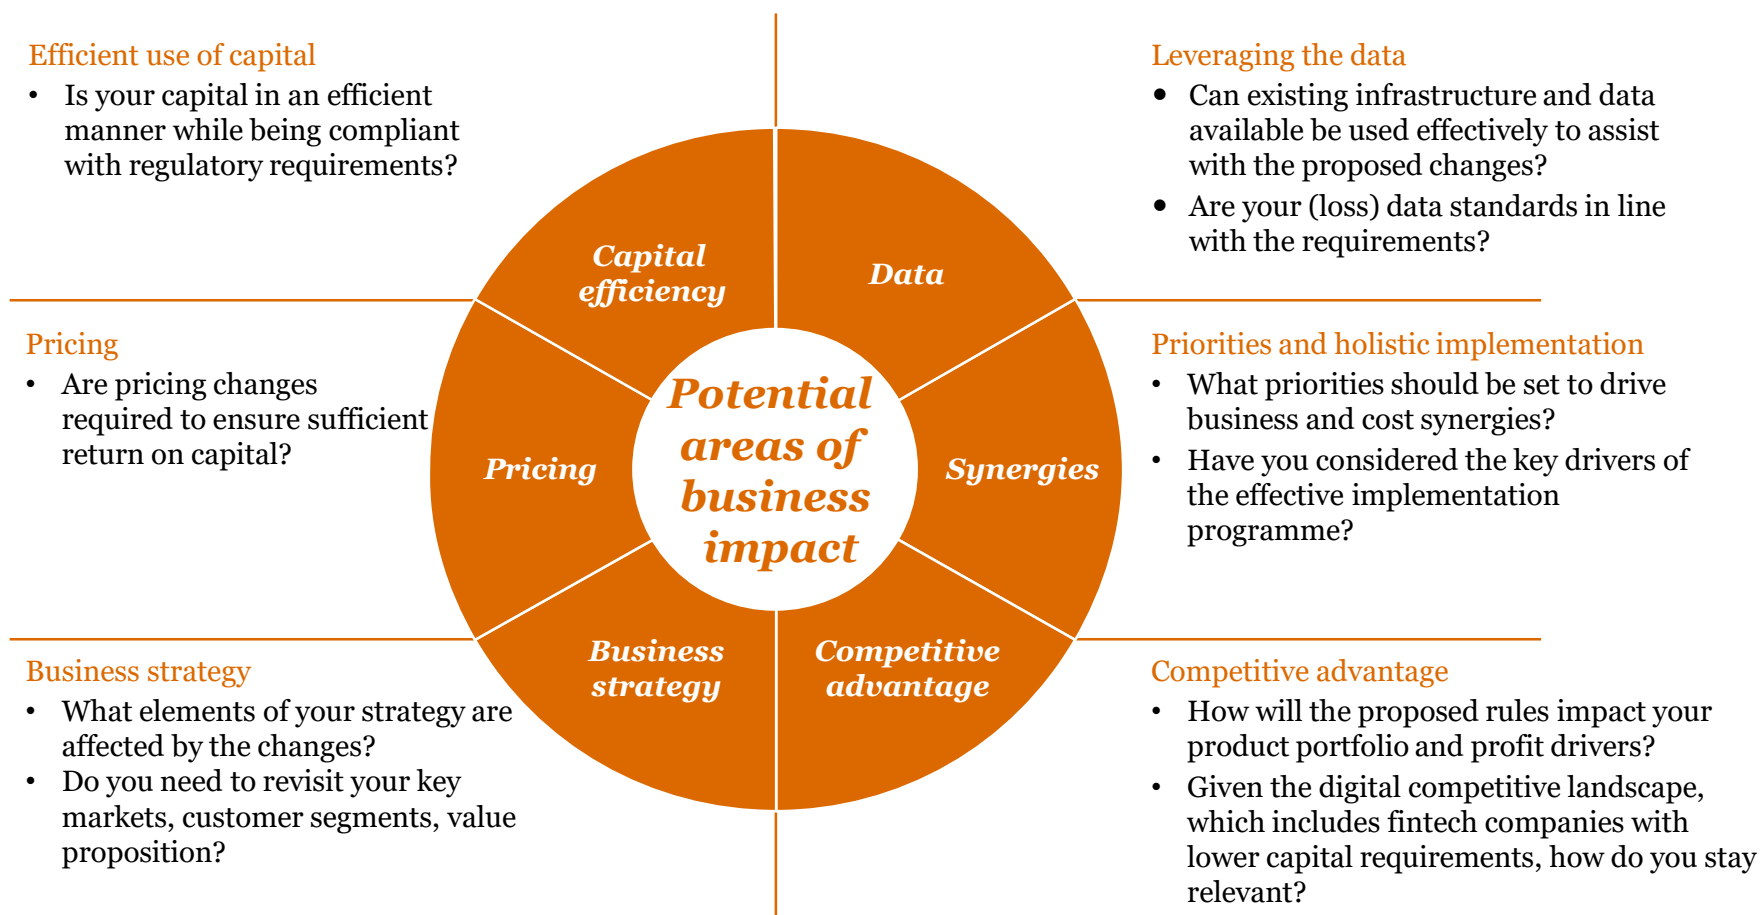 Efficient use of capital
• Is your capital in an efficient
manner while being compliant
with regulatory requirements?
Pricing
• Are pricing changes
required to ensure sufficient
return on capital?
Business strategy
• What elements of your strategy are
affected by the changes?
• Do you need to revisit your key
markets, customer segments, value
proposition?
Capital
efficiency
Data
Pricing
Potential
areas of
business
impact
Synergies
Business
strategy
Competitive
advantage
Leveraging the data
• Can existing infrastructure and data
available be used effectively to assist
with the proposed changes?
• Are your (loss) data standards in line
with the requirements?
Priorities and holistic implementation
• What priorities should be set to drive
business and cost synergies?
• Have you considered the key drivers of
the effective implementation
programme?
Competitive advantage
• How will the proposed rules impact your
product portfolio and profit drivers?
• Given the digital competitive landscape,
which includes fintech companies with
lower capital requirements, how do you stay
relevant?